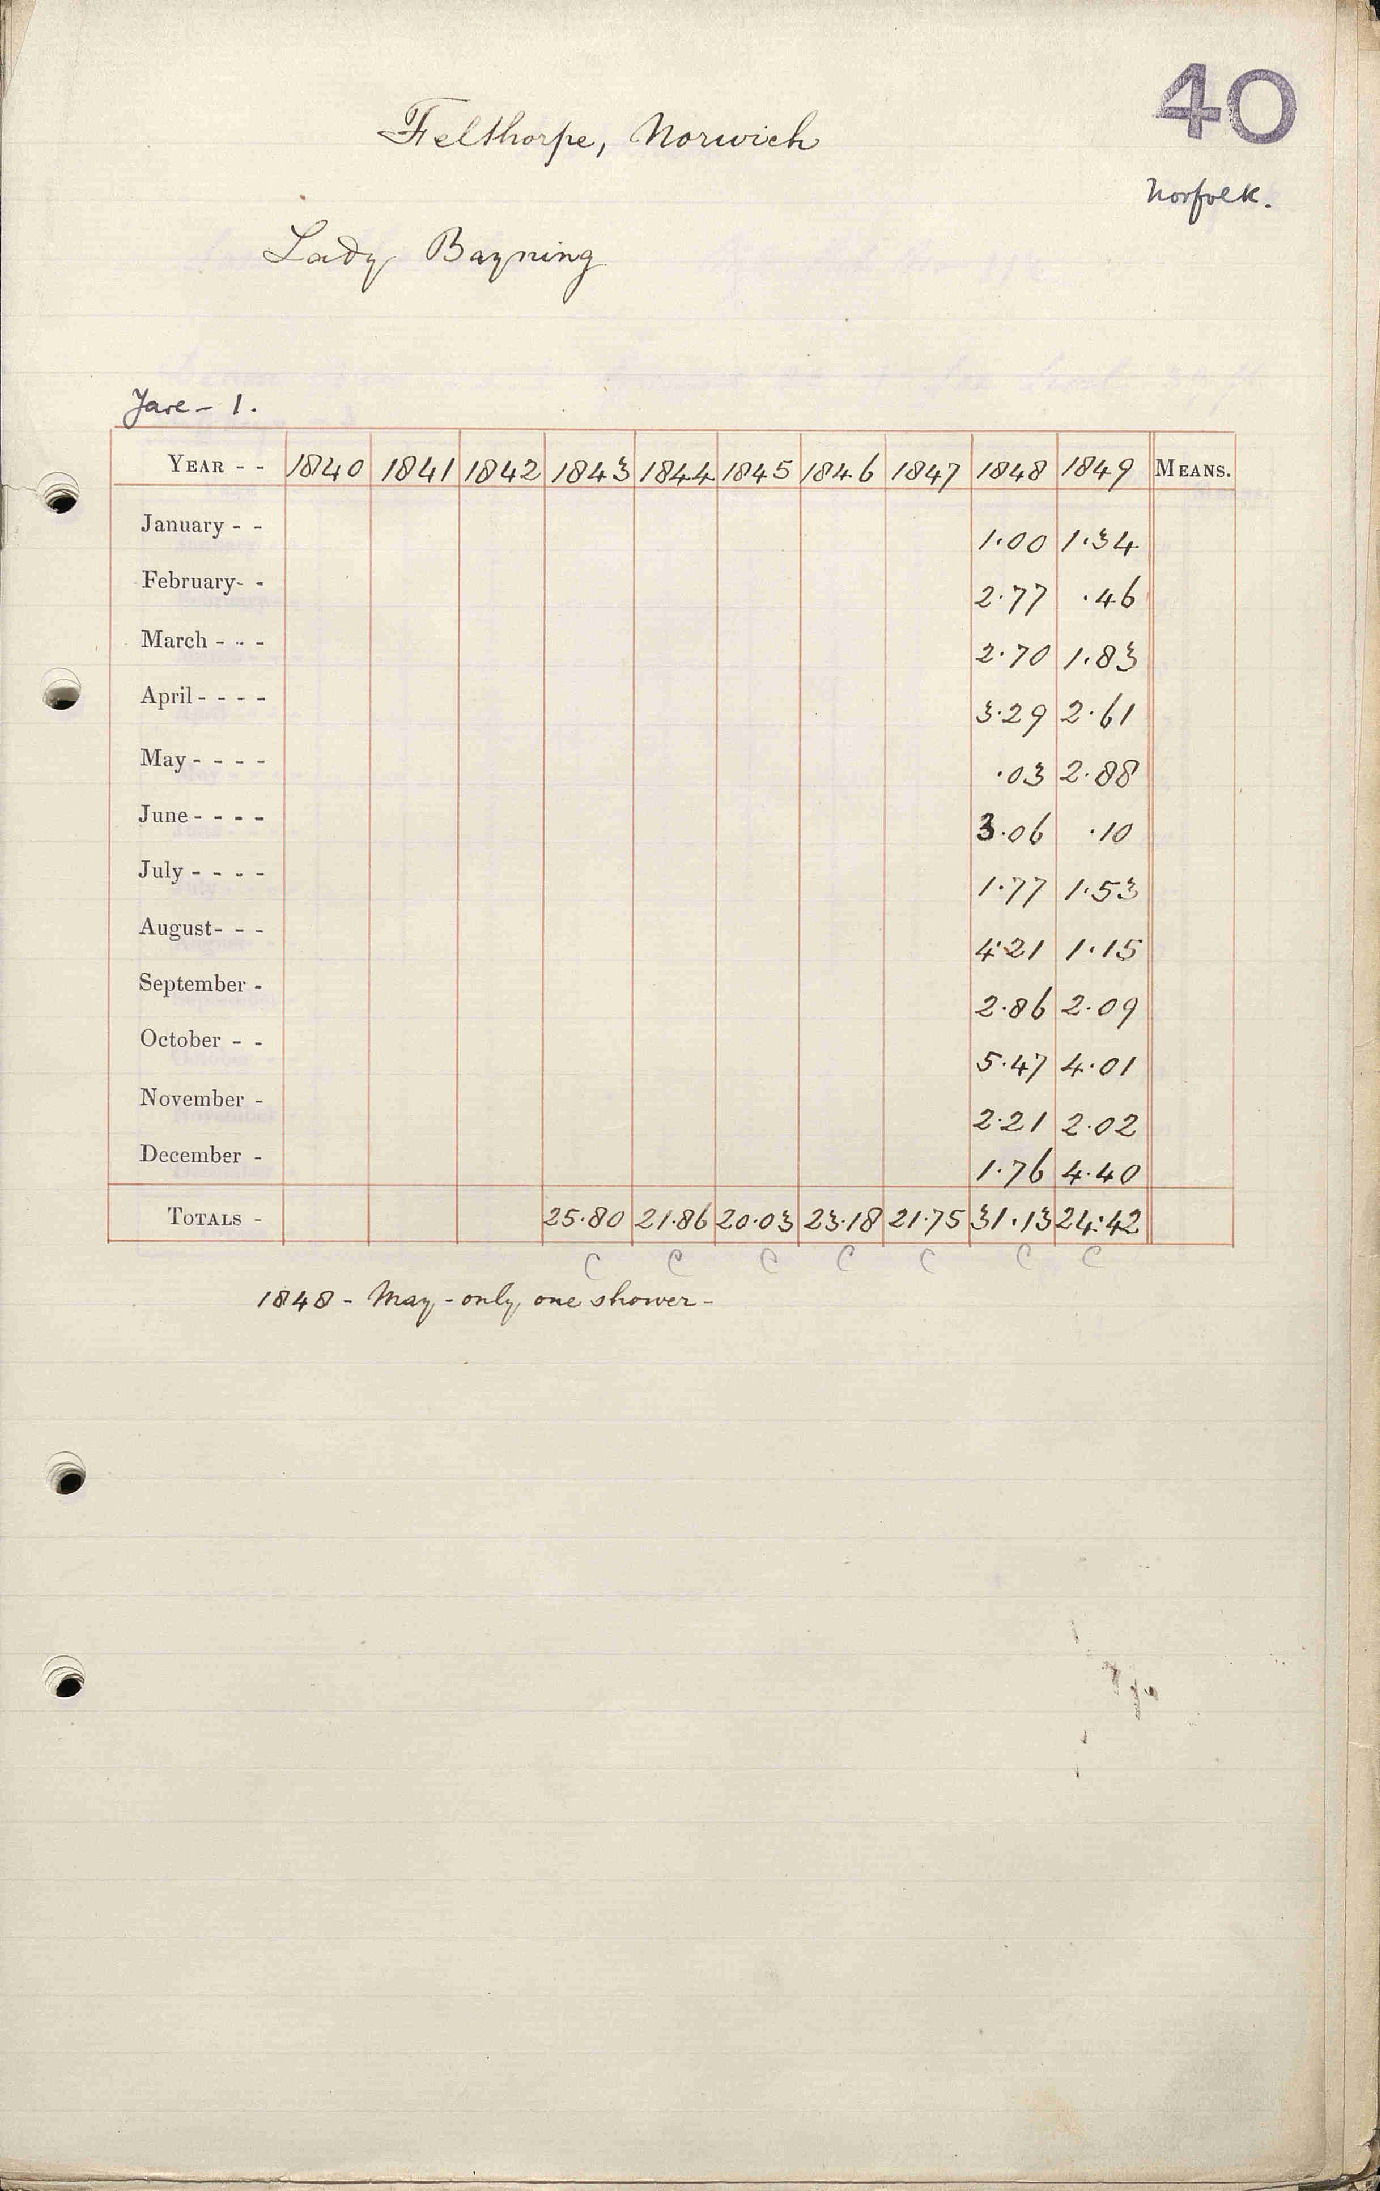 40
Felthorpe, Norwich
Norfolk.
Lady Bayning
Yare - 1.
YEAR - - 1840 1841 1842 1843 1844 1845 1846 1847 1848 1849 MEANS.
January - - 1.00 1.34
February - - 2.77 .46
March - - - 2.70 1.83
April - - - - 3.29 2.61
May - - - - .03 2.88
June - - - - 3.06 .10
July - - - - 1.77 1.53
August - - - 4.21 1.15
September - 2.86 2.09
October - - 5.47 4.01
November - 2.21 2.02
December - 1.76 4.40
TOTALS - 25.80 21.86 20.03 23.18 21.75 31.13 24.42
C C C C C C C
1848 - May - only one shower -